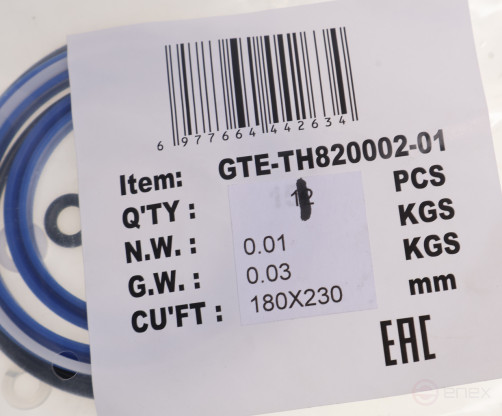 6 977664 442634
Item: GTE-TH820002-01
Q'TY : PCS
N.W. : 0.01 KGS
G.W. : 0.03 KGS
CU'FT : 180X230 mm
EAC
enex